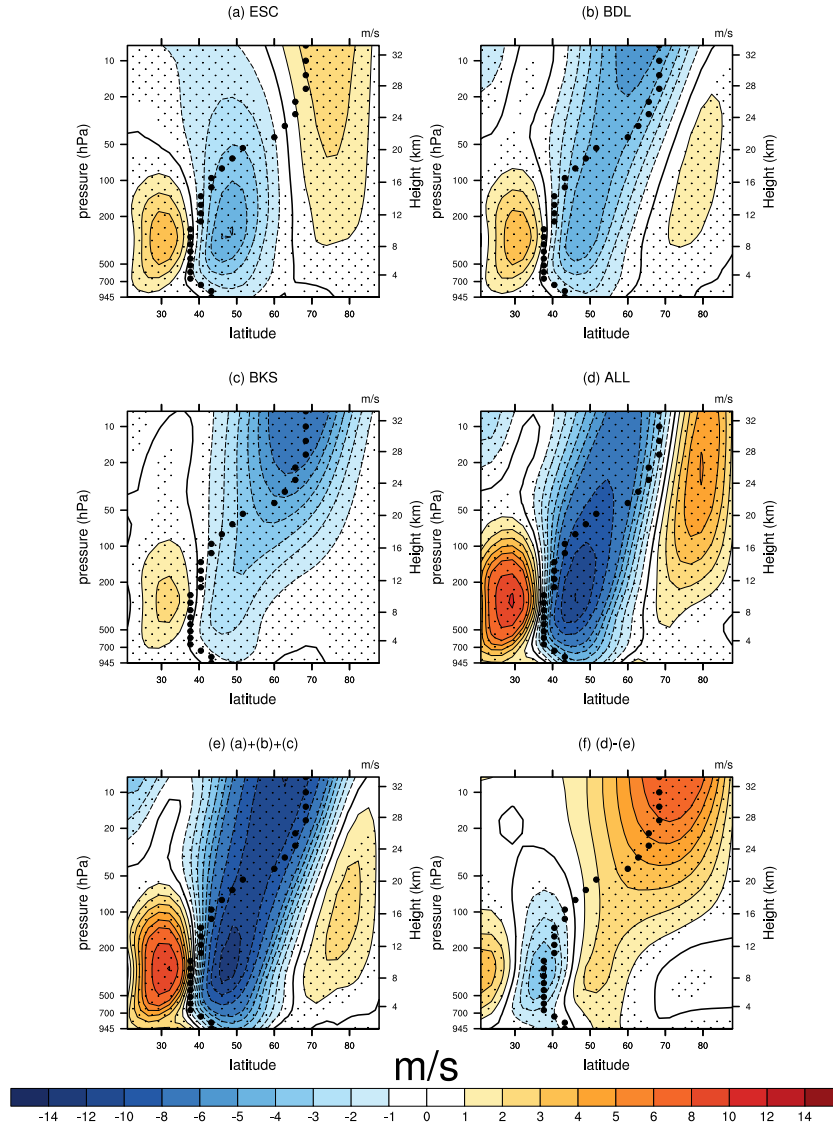 (a) ESC
(b) BDL
m/s
m/s
10
20
50
100
200
500
700
945
pressure (hPa)
32
28
24
20
16
12
8
4
Height (km)
30 40 50 60 70 80
latitude
10
20
50
100
200
500
700
945
pressure (hPa)
32
28
24
20
16
12
8
4
Height (km)
30 40 50 60 70 80
latitude
(c) BKS
(d) ALL
m/s
m/s
10
20
50
100
200
500
700
945
pressure (hPa)
32
28
24
20
16
12
8
4
Height (km)
30 40 50 60 70 80
latitude
10
20
50
100
200
500
700
945
pressure (hPa)
32
28
24
20
16
12
8
4
Height (km)
30 40 50 60 70 80
latitude
(e) (a)+(b)+(c)
(f) (d)-(e)
m/s
m/s
10
20
50
100
200
500
700
945
pressure (hPa)
32
28
24
20
16
12
8
4
Height (km)
30 40 50 60 70 80
latitude
10
20
50
100
200
500
700
945
pressure (hPa)
32
28
24
20
16
12
8
4
Height (km)
30 40 50 60 70 80
latitude
m/s
-14 -12 -10 -8 -6 -5 -4 -3 -2 -1 0 1 2 3 4 5 6 8 10 12 14